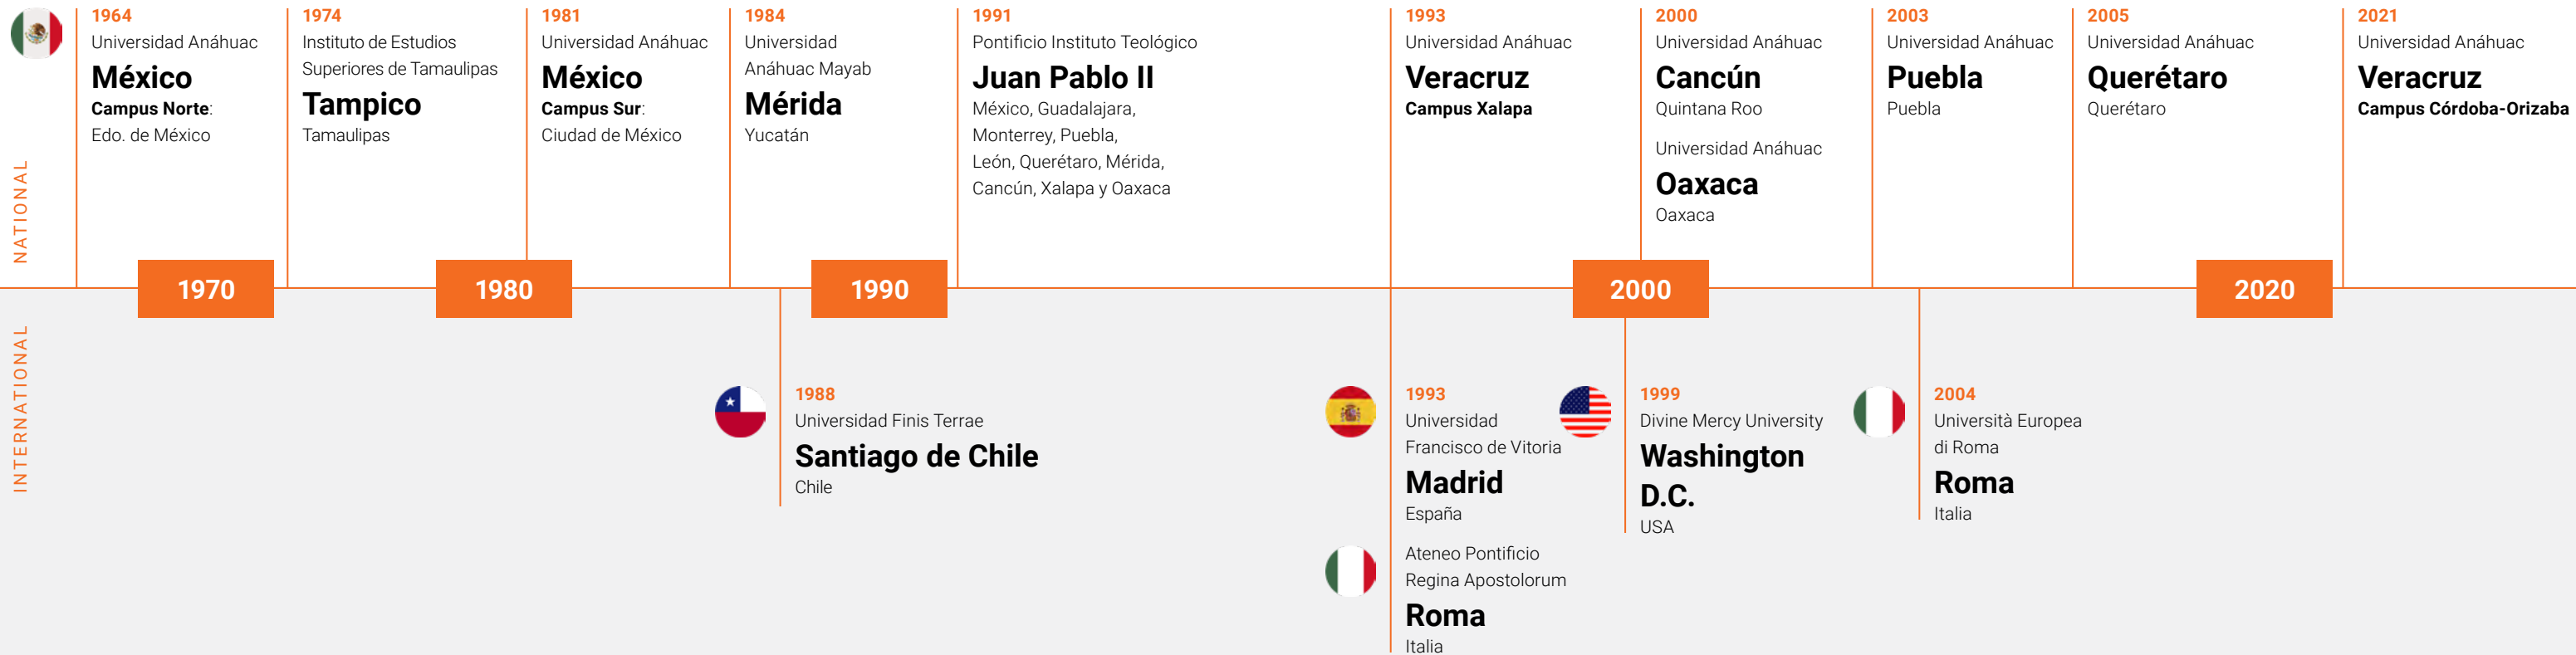 NATIONAL
1964
Universidad Anáhuac
México
Campus Norte:
Edo. de México
1974
Instituto de Estudios
Superiores de Tamaulipas
Tampico
Tamaulipas
1981
Universidad Anáhuac
México
Campus Sur:
Ciudad de México
1984
Universidad
Anáhuac Mayab
Mérida
Yucatán
1991
Pontificio Instituto Teológico
Juan Pablo II
México, Guadalajara,
Monterrey, Puebla,
León, Querétaro, Mérida,
Cancún, Xalapa y Oaxaca
1993
Universidad Anáhuac
Veracruz
Campus Xalapa
2000
Universidad Anáhuac
Cancún
Quintana Roo
Universidad Anáhuac
Oaxaca
Oaxaca
2003
Universidad Anáhuac
Puebla
Puebla
2005
Universidad Anáhuac
Querétaro
Querétaro
2021
Universidad Anáhuac
Veracruz
Campus Córdoba-Orizaba
1970
1980
1990
2000
2020
INTERNATIONAL
1988
Universidad Finis Terrae
Santiago de Chile
Chile
1993
Universidad
Francisco de Vitoria
Madrid
España
Ateneo Pontificio
Regina Apostolorum
Roma
Italia
1999
Divine Mercy University
Washington
D.C.
USA
2004
Università Europea
di Roma
Roma
Italia